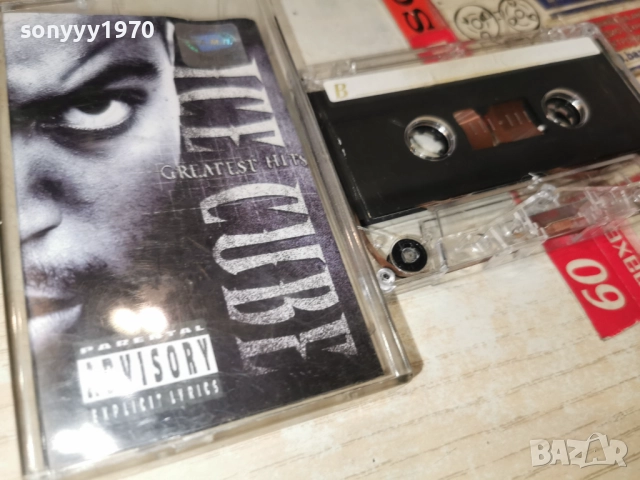 sonyyy1970
ICE CUBE
GREATEST HITS
PARENTAL
ADVISORY
EXPLICIT LYRICS
B
60
BAZAR